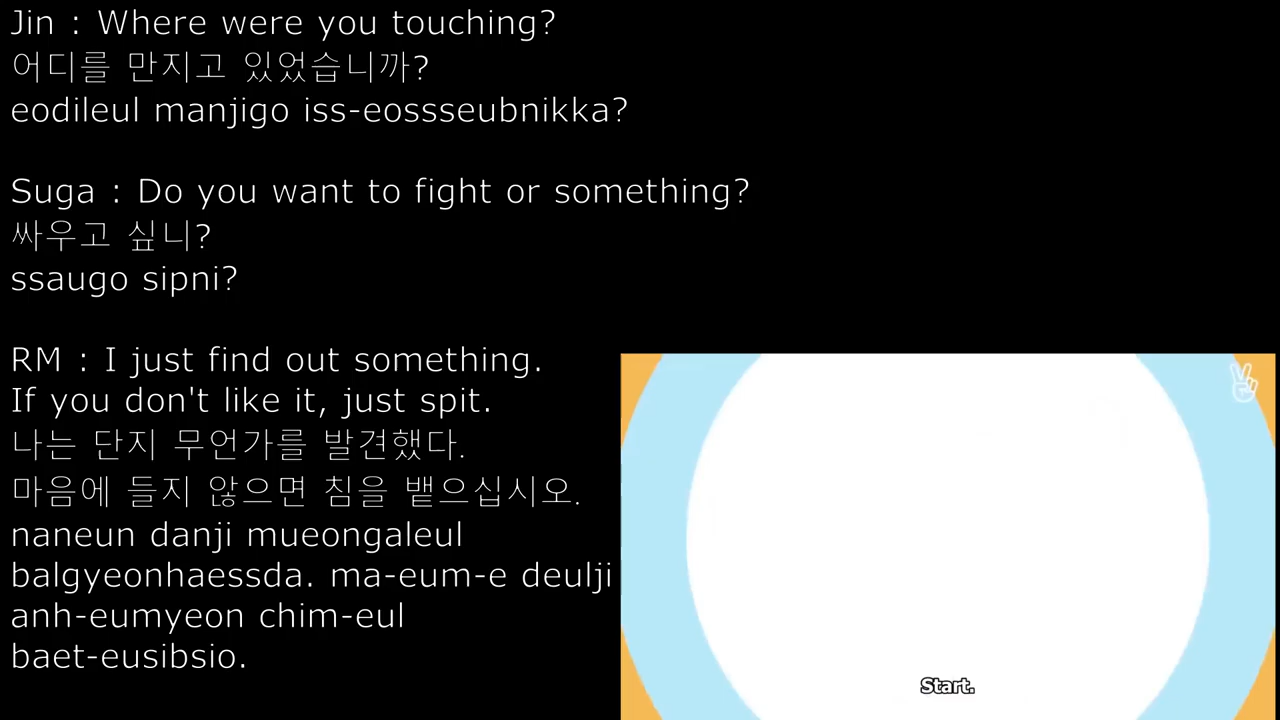 Jin : Where were you touching?
어디를 만지고 있었습니까?
eodileul manjigo iss-eossseubnikka?
Suga : Do you want to fight or something?
싸우고 싶니?
ssaugo sipni?
RM : I just find out something.
If you don't like it, just spit.
나는 단지 무언가를 발견했다.
마음에 들지 않으면 침을 뱉으십시오.
naneun danji mueongaleul
balgyeonhaessda. ma-eum-e deulji
anh-eumyeon chim-eul
baet-eusibsio.
Start.